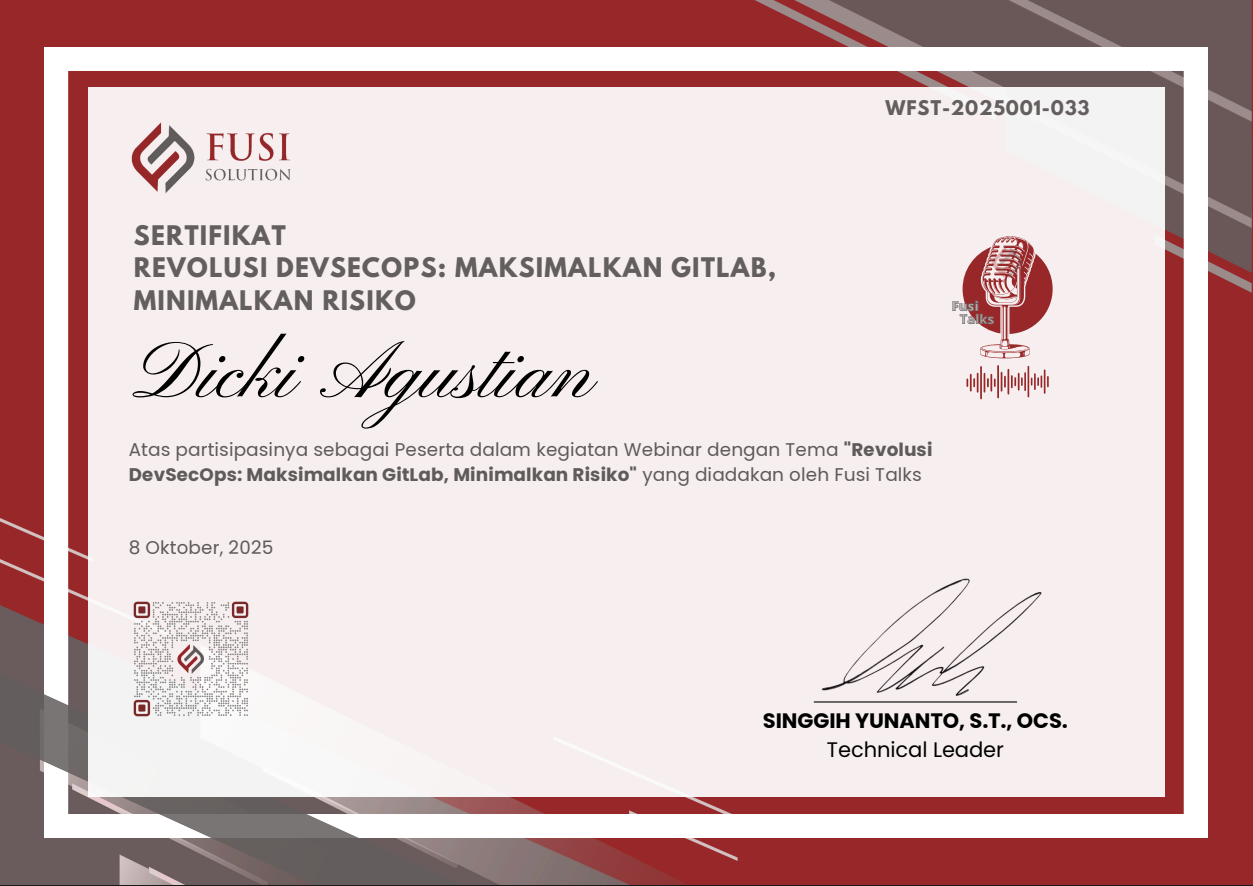 WFST-2025001-033
FUSI
SOLUTION
SERTIFIKAT
REVOLUSI DEVSECOPS: MAKSIMALKAN GITLAB,
MINIMALKAN RISIKO
Fusi
Talks
Dicki Agustian
Atas partisipasinya sebagai Peserta dalam kegiatan Webinar dengan Tema "Revolusi
DevSecOps: Maksimalkan GitLab, Minimalkan Risiko" yang diadakan oleh Fusi Talks
8 Oktober, 2025
SINGGIH YUNANTO, S.T., OCS.
Technical Leader